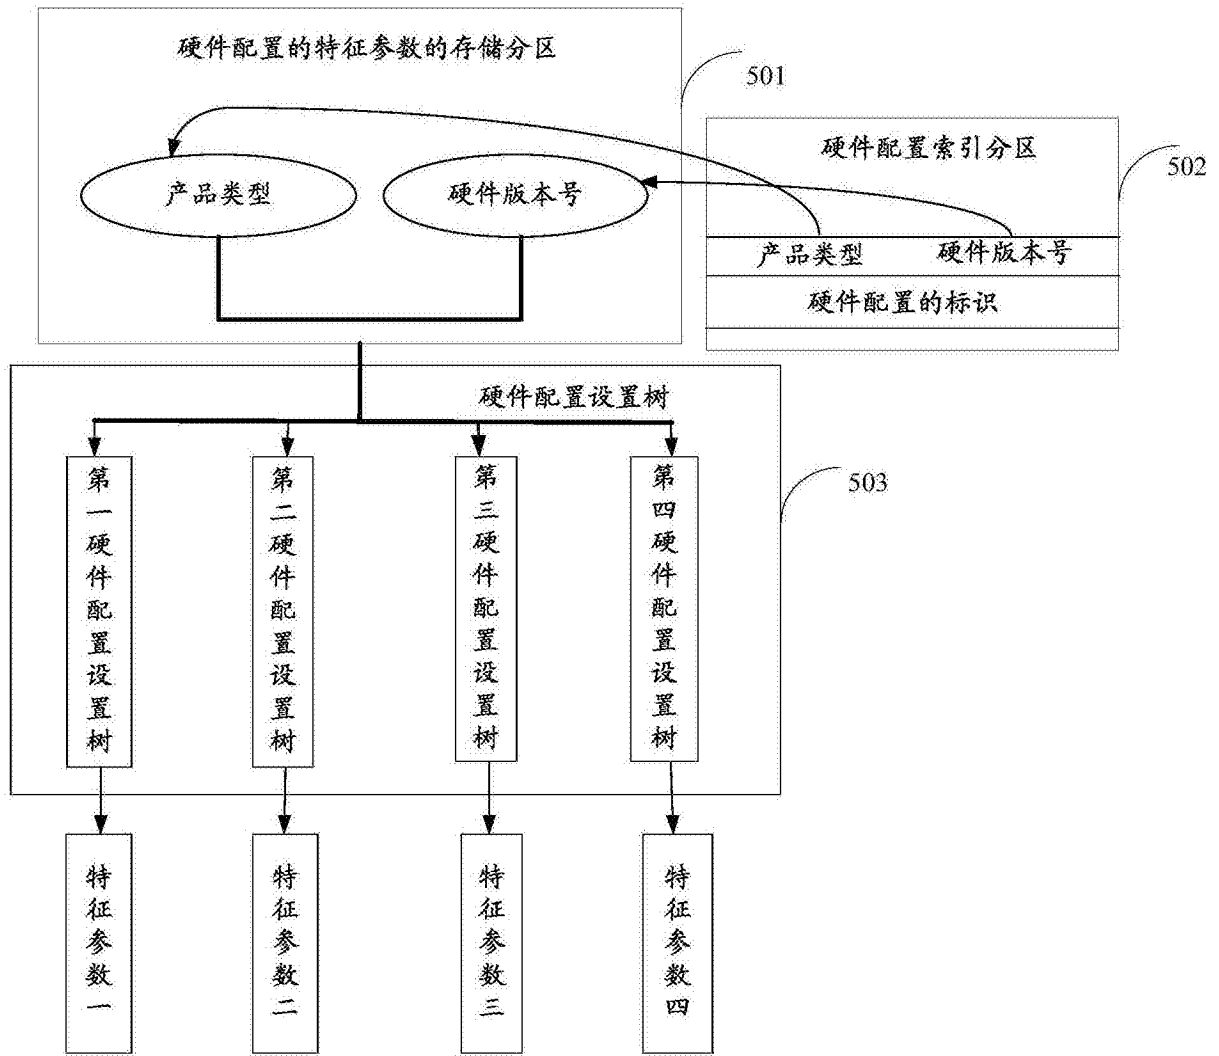 硬件配置的特征参数的存储分区
501
硬件配置索引分区
502
产品类型
硬件版本号
产品类型
硬件版本号
硬件配置的标识
硬件配置设置树
503
第一硬件配置设置树
第二硬件配置设置树
第三硬件配置设置树
第四硬件配置设置树
特征参数一
特征参数二
特征参数三
特征参数四